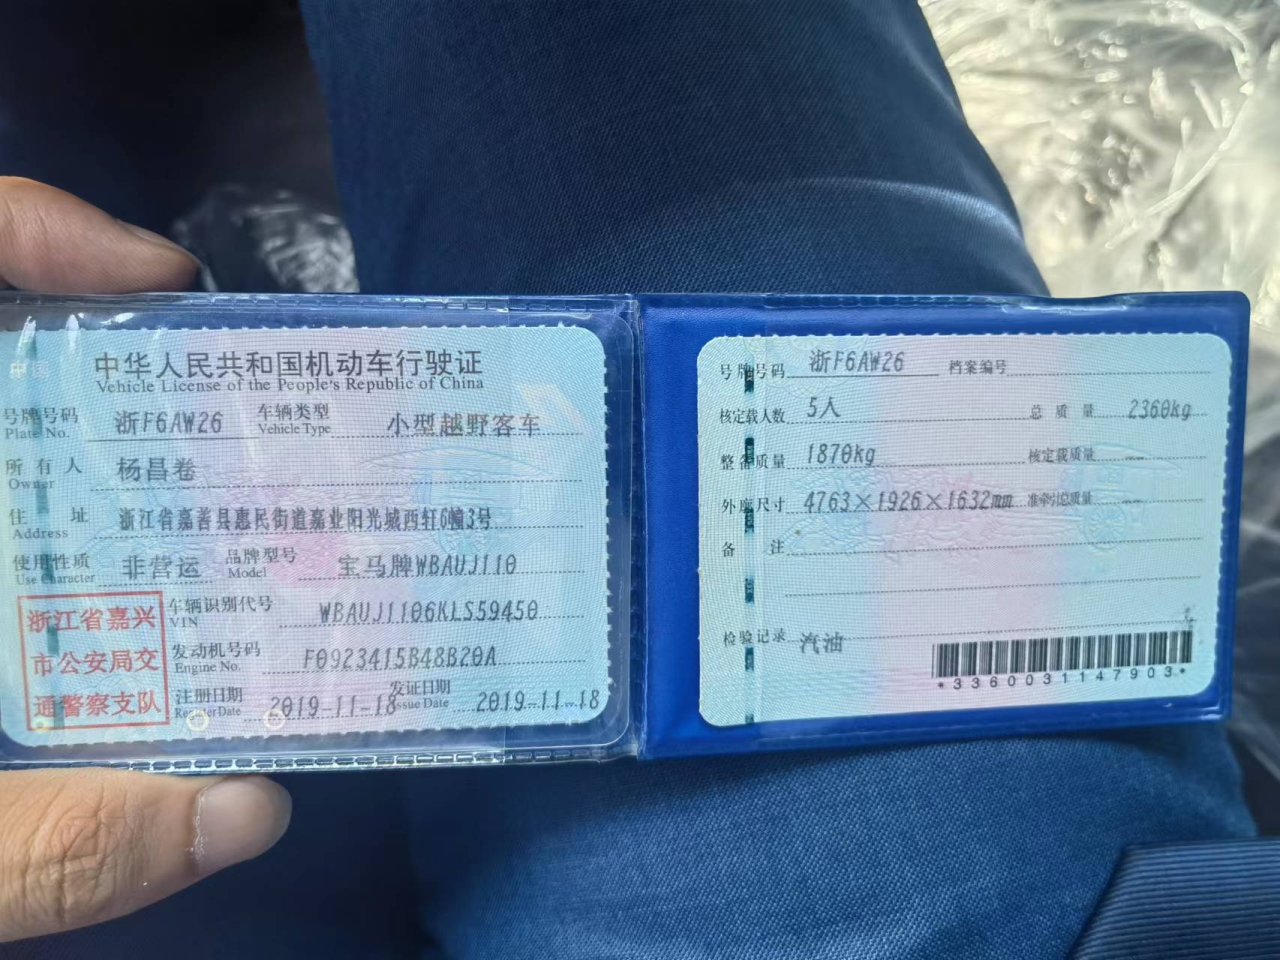 中华人民共和国机动车行驶证
Vehicle License of the People's Republic of China
号牌号码 浙F6AW26 车辆类型 小型越野客车
Plate No. Vehicle Type
所有人 杨昌卷
Owner
住址 浙江省嘉善县惠民街道嘉业阳光城西轩6幢3号
Address
使用性质 非营运 品牌型号 宝马牌WBAUJ110
Use Character Model
浙江省嘉兴
市公安局交
通警察支队
车辆识别代号 WBAUJ1106KLS59450
VIN
发动机号码 F0923415B48B20A
Engine No.
注册日期 2019-11-18 发证日期 2019-11-18
Register Date Issue Date
号牌号码 浙F6AW26 档案编号
核定载人数 5人 总质量 2360kg
整备质量 1870kg 核定载质量 --
外廓尺寸 4763×1926×1632mm 准牵引总质量 --
备注
检验记录 汽油
*3360031147903*